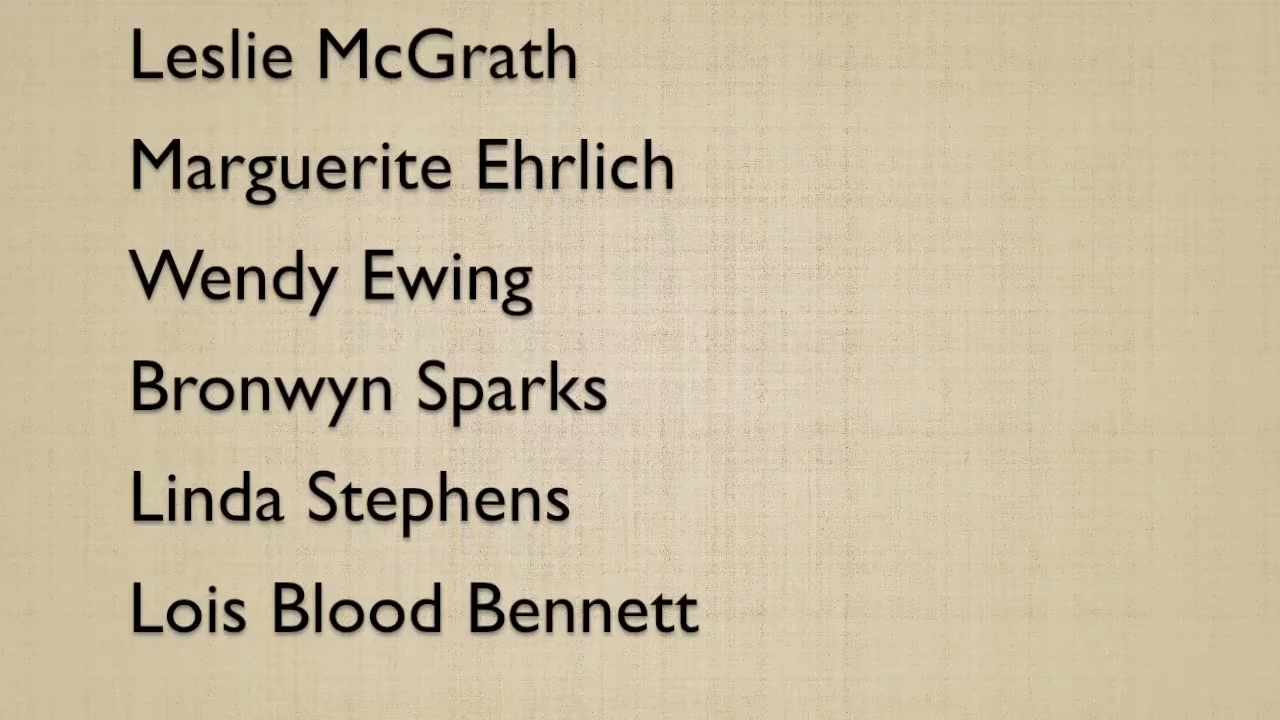 Leslie McGrath
Marguerite Ehrlich
Wendy Ewing
Bronwyn Sparks
Linda Stephens
Lois Blood Bennett